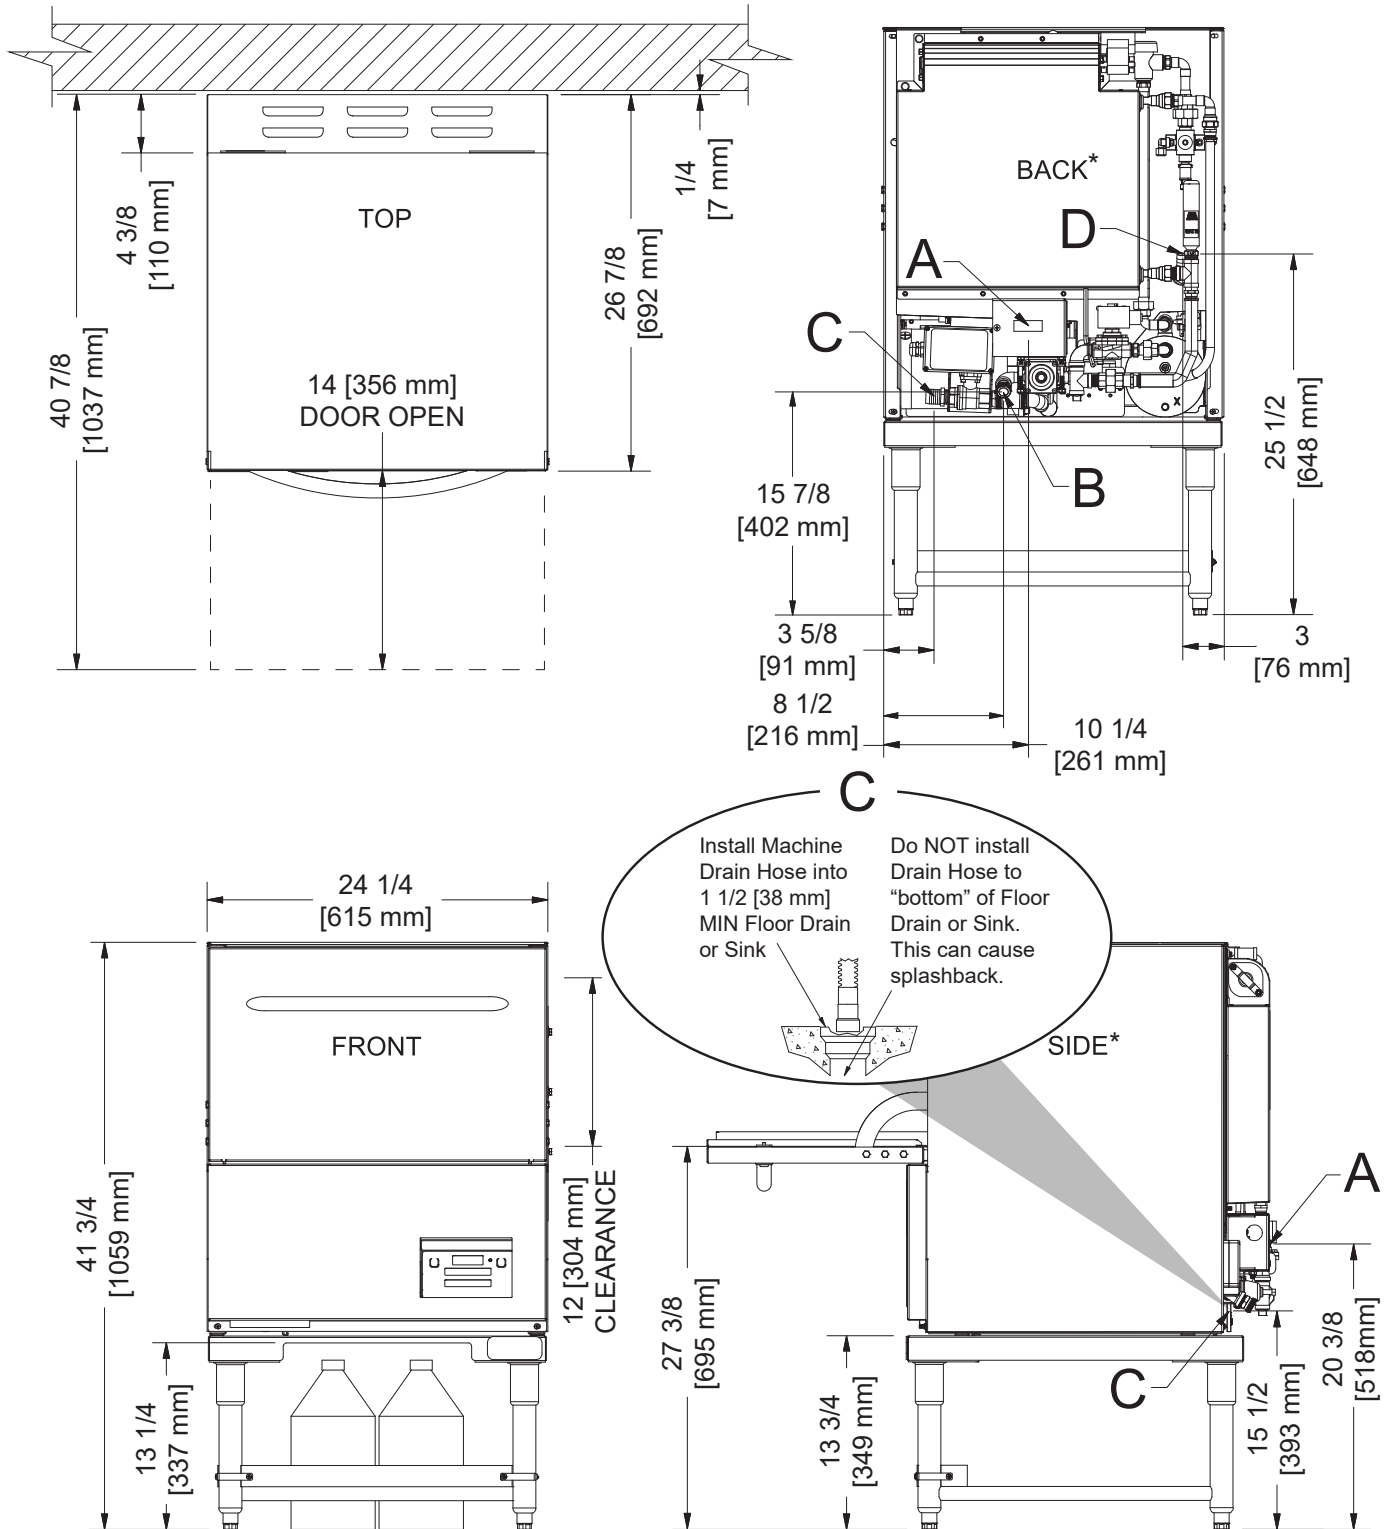 TOP
4 3/8
[110 mm]
40 7/8
[1037 mm]
14 [356 mm]
DOOR OPEN
26 7/8
[692 mm]
1/4
[7 mm]
BACK*
A
D
C
B
X
15 7/8
[402 mm]
25 1/2
[648 mm]
3 5/8
[91 mm]
3
[76 mm]
8 1/2
[216 mm]
10 1/4
[261 mm]
C
Install Machine
Drain Hose into
1 1/2 [38 mm]
MIN Floor Drain
or Sink
Do NOT install
Drain Hose to
“bottom” of Floor
Drain or Sink.
This can cause
splashback.
24 1/4
[615 mm]
FRONT
41 3/4
[1059 mm]
12 [304 mm]
CLEARANCE
13 1/4
[337 mm]
SIDE*
27 3/8
[695 mm]
13 3/4
[349 mm]
A
C
15 1/2
[393 mm]
20 3/8
[518mm]